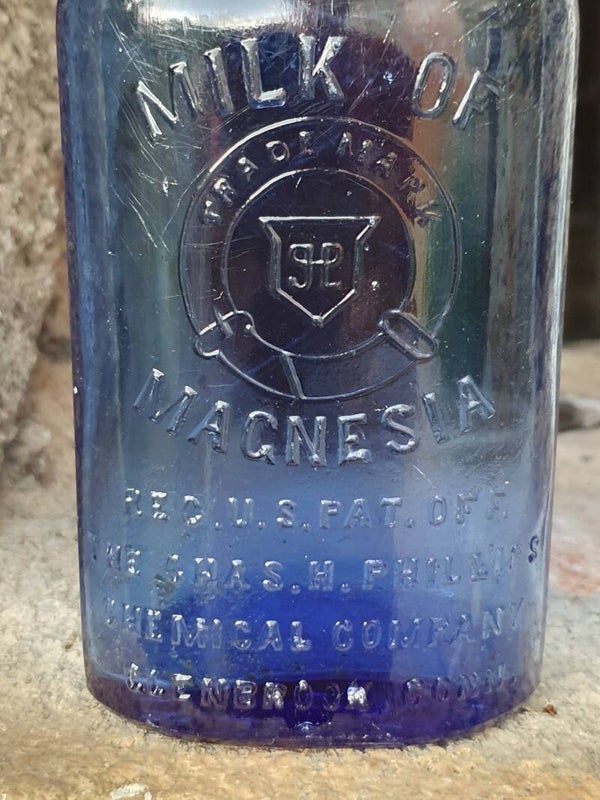 MILK OF
TRADE MARK
CHP
MAGNESIA
REG. U.S. PAT. OFF.
THE CHAS. H. PHILLIPS
CHEMICAL COMPANY
GLENBROOK CONN.